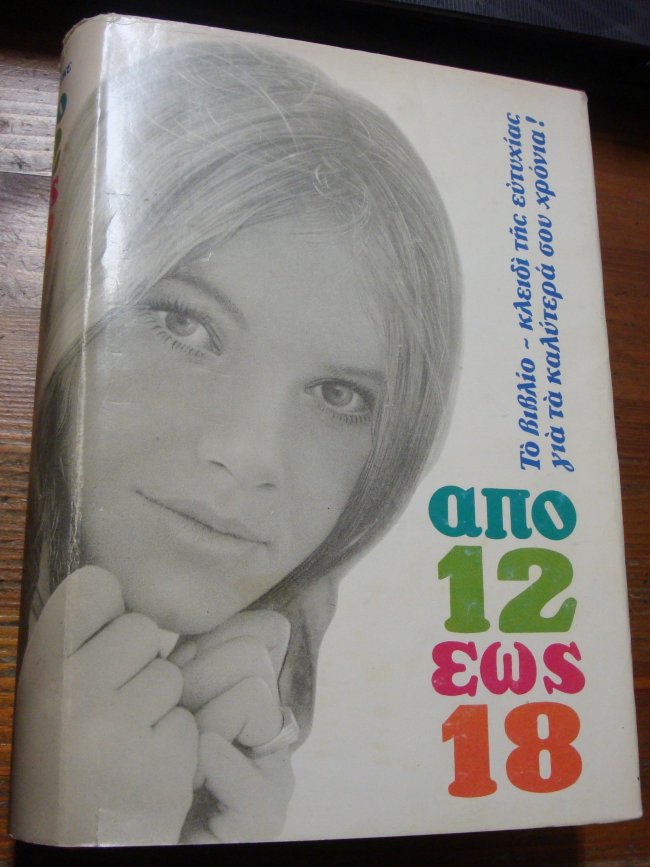 Τὸ βιβλίο - κλειδὶ τῆς εὐτυχίας
γιὰ τὰ καλύτερά σου χρόνια!
απο
12
εως
18